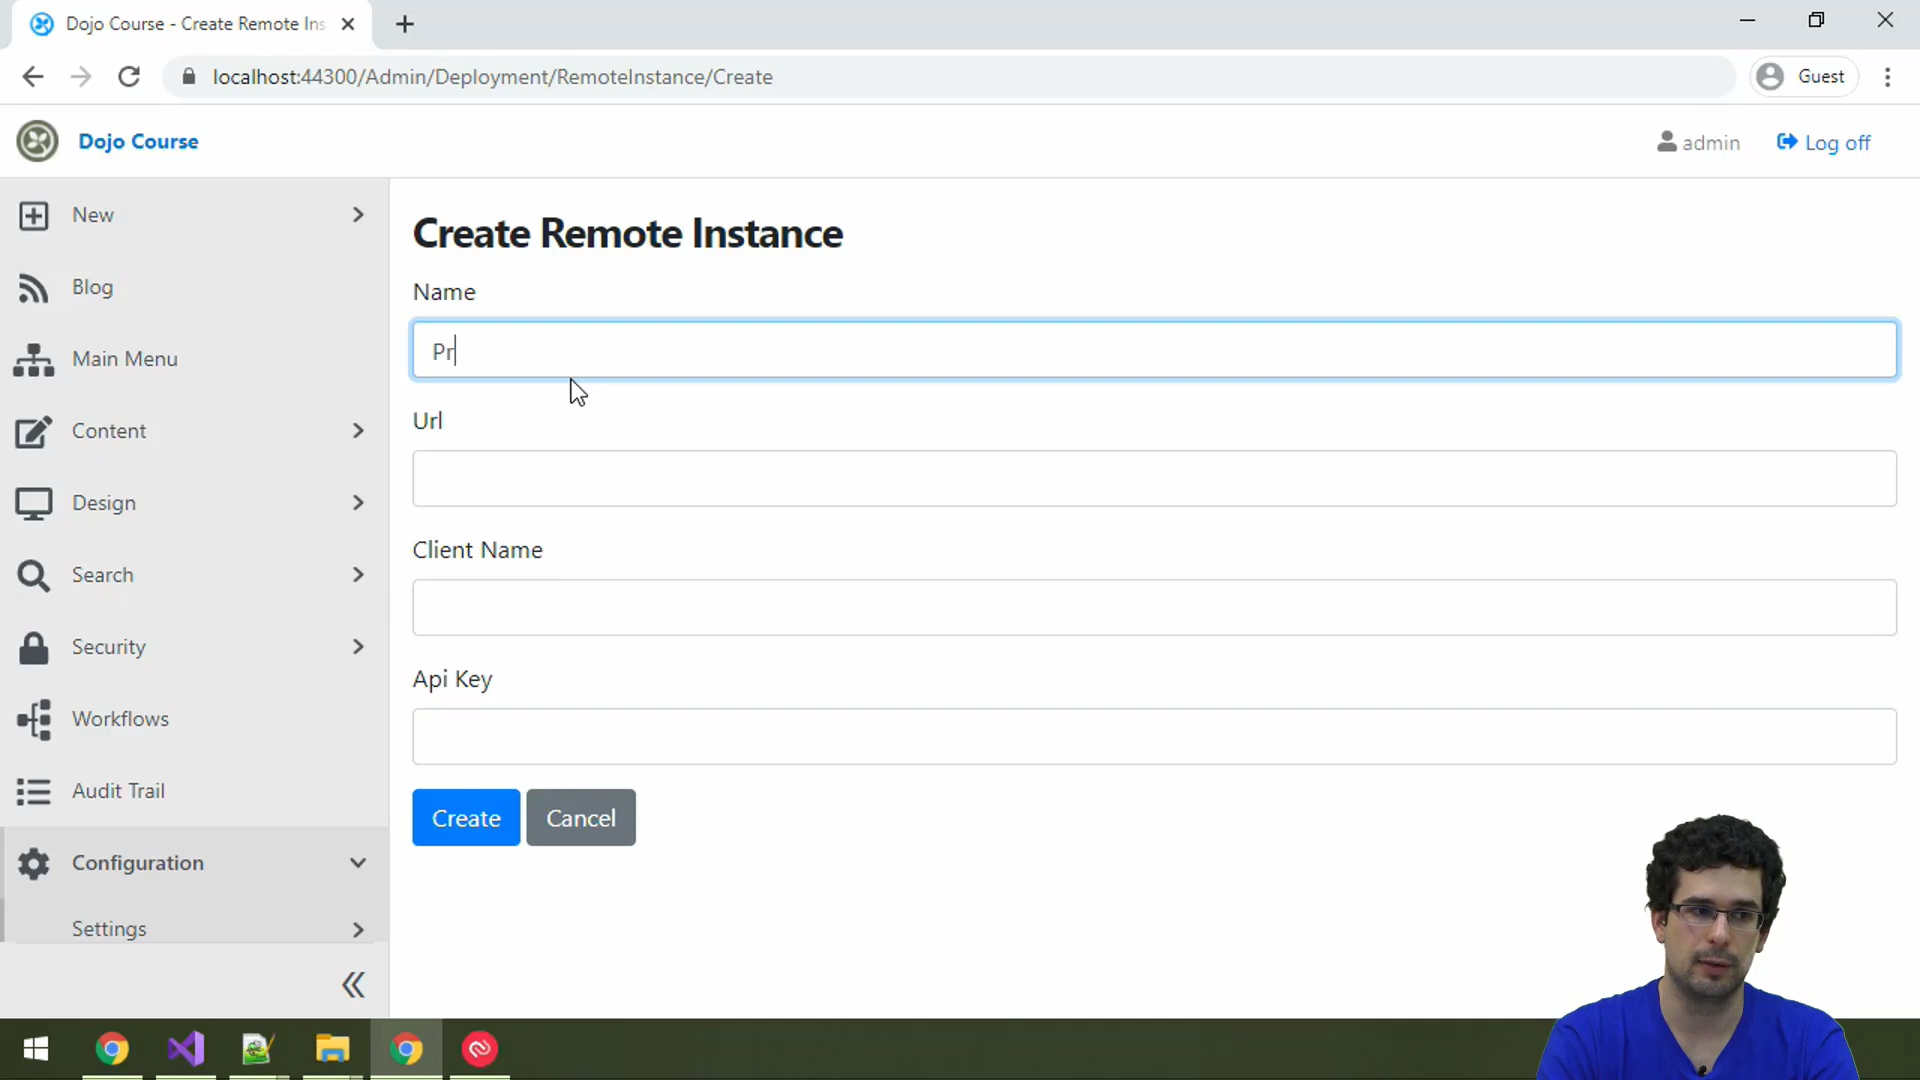 Dojo Course - Create Remote Ins
localhost:44300/Admin/Deployment/RemoteInstance/Create
Guest
Dojo Course
admin
Log off
New
Blog
Main Menu
Content
Design
Search
Security
Workflows
Audit Trail
Configuration
Settings
Create Remote Instance
Name
Pr
Url
Client Name
Api Key
Create
Cancel